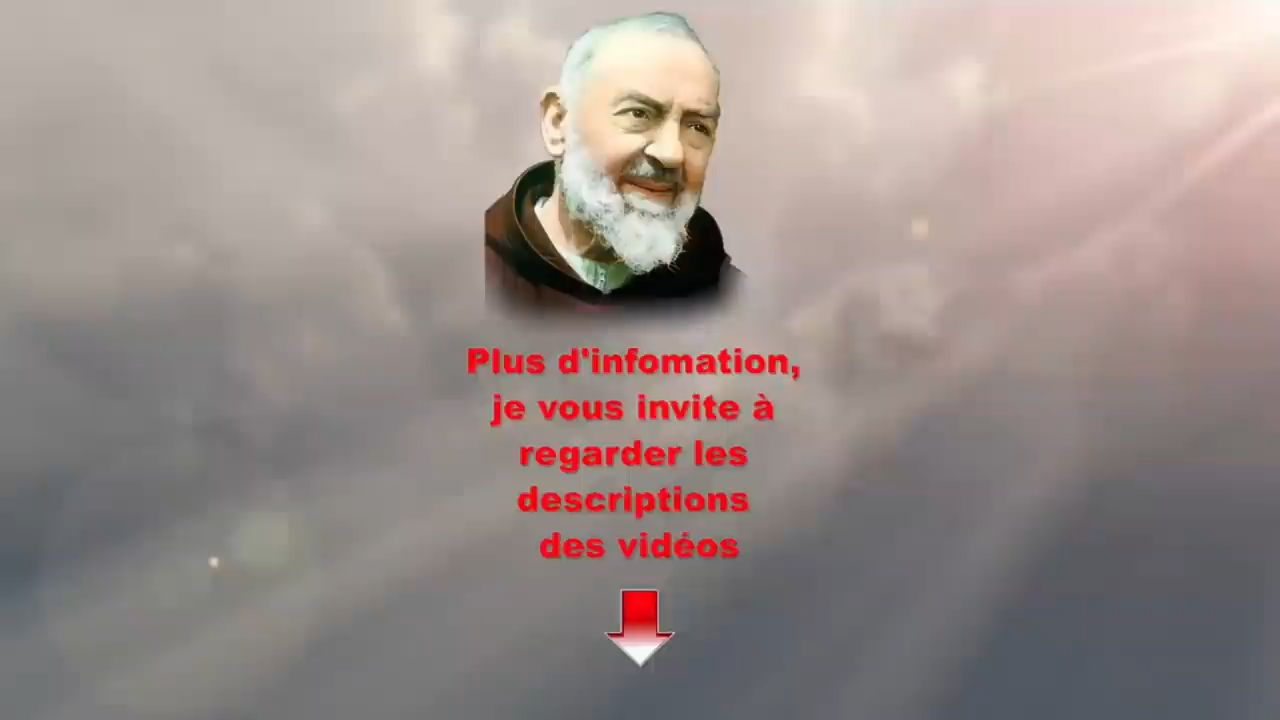 Plus d'infomation,
je vous invite à
regarder les
descriptions
des vidéos